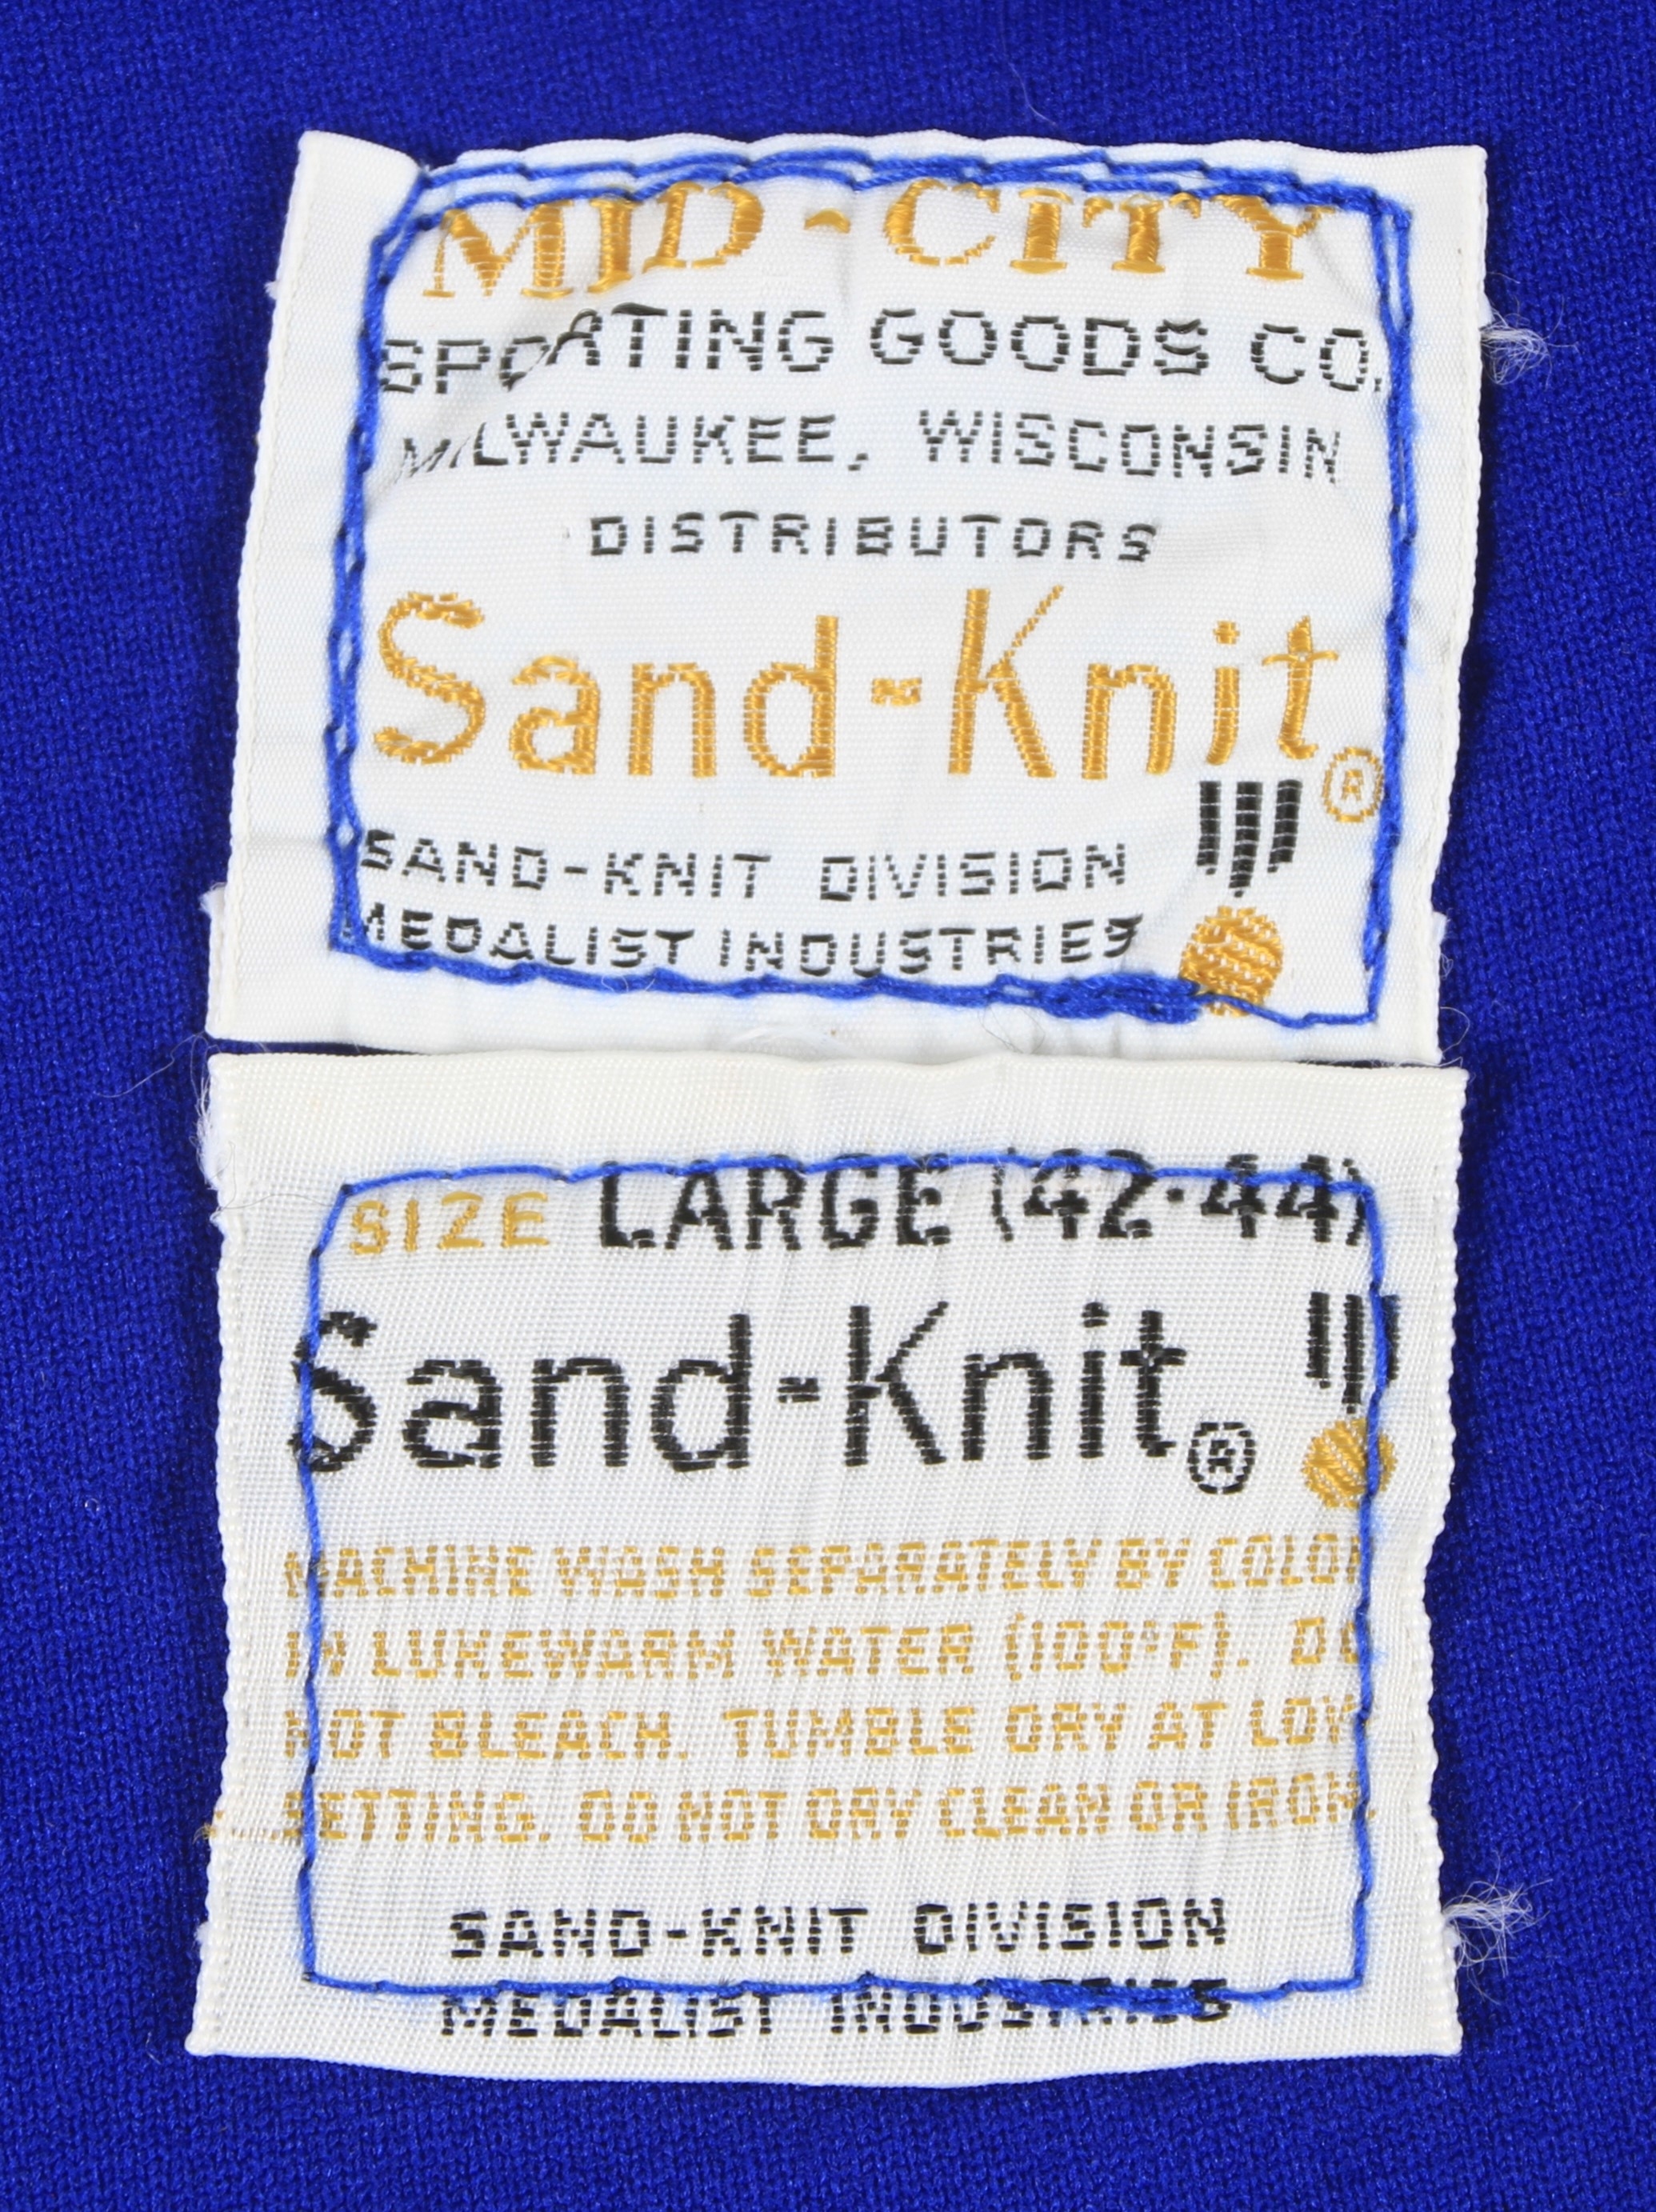 MID-CITY
SPORTING GOODS CO.
MILWAUKEE, WISCONSIN
DISTRIBUTORS
Sand-Knit®
SAND-KNIT DIVISION
MEDALIST INDUSTRIES
SIZE LARGE (42-44)
Sand-Knit®
MACHINE WASH SEPARATELY BY COLOR
IN LUKEWARM WATER (100°F). DO
NOT BLEACH. TUMBLE DRY AT LOW
SETTING. DO NOT DRY CLEAN OR IRON.
SAND-KNIT DIVISION
MEDALIST INDUSTRIES